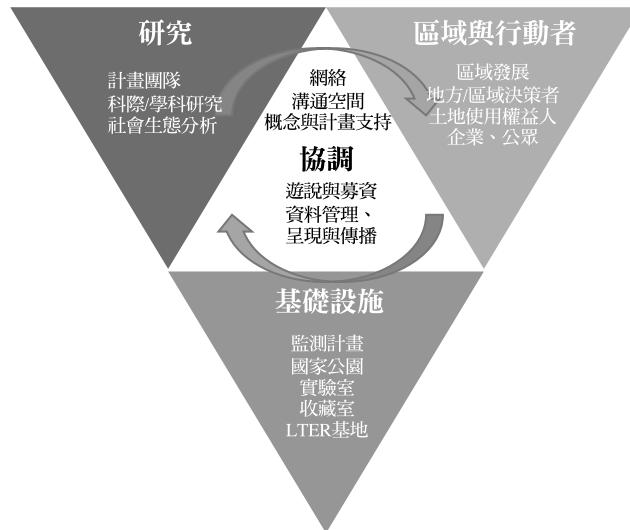 研究
計畫團隊
科際/學科研究
社會生態分析
網絡
溝通空間
概念與計畫支持
協調
遊說與募資
資料管理、
呈現與傳播
區域與行動者
區域發展
地方/區域決策者
土地使用權益人
企業、公眾
基礎設施
監測計畫
國家公園
實驗室
收藏室
LTER基地